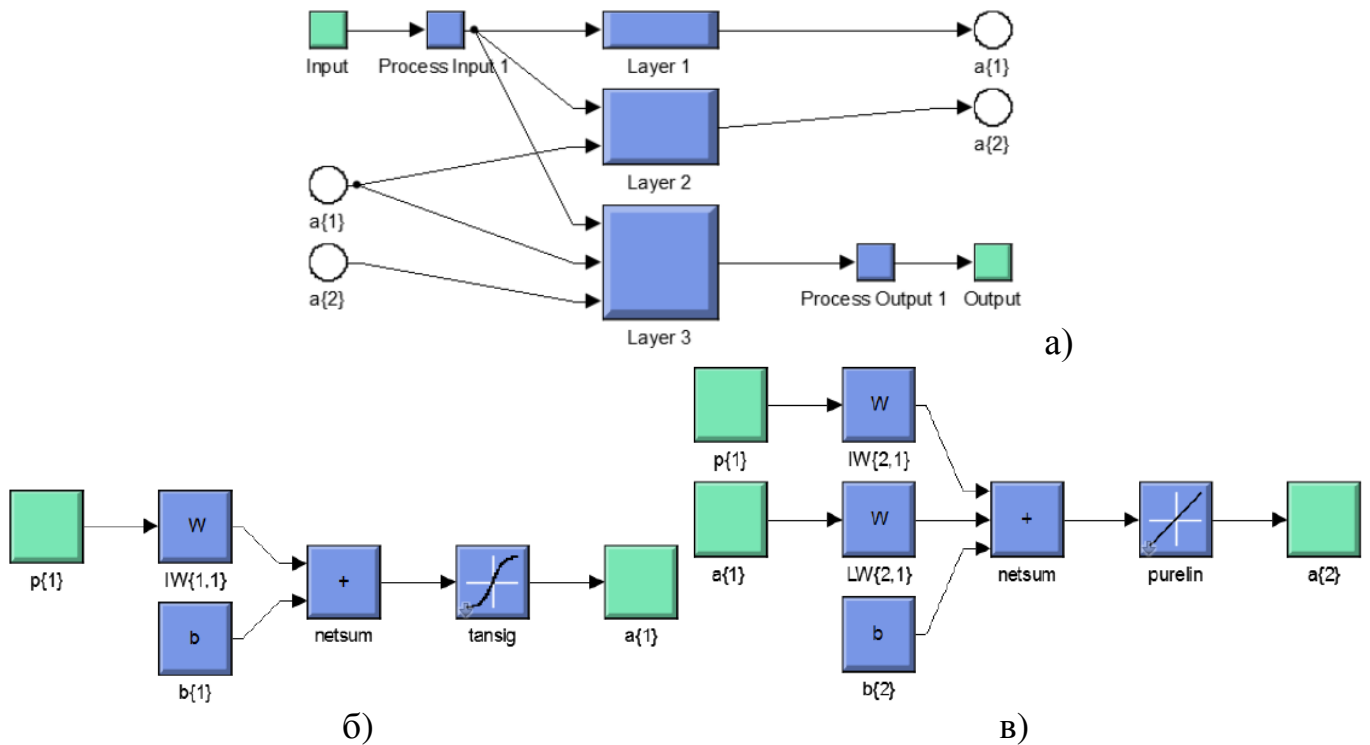 Input
Process Input 1
Layer 1
a{1}
Layer 2
a{2}
a{1}
a{2}
Layer 3
Process Output 1
Output
а)
p{1}
W
IW{1,1}
b
b{1}
+
netsum
tansig
a{1}
б)
p{1}
W
IW{2,1}
a{1}
W
LW{2,1}
b
b{2}
+
netsum
purelin
a{2}
в)